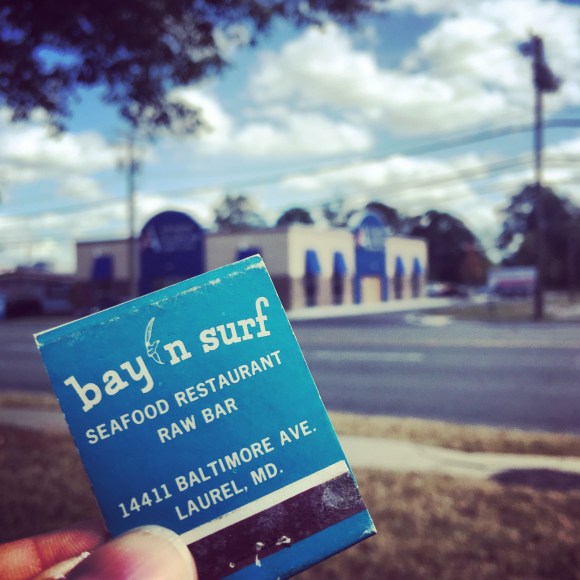 bay n surf
SEAFOOD RESTAURANT
RAW BAR
14411 BALTIMORE AVE.
LAUREL, MD.